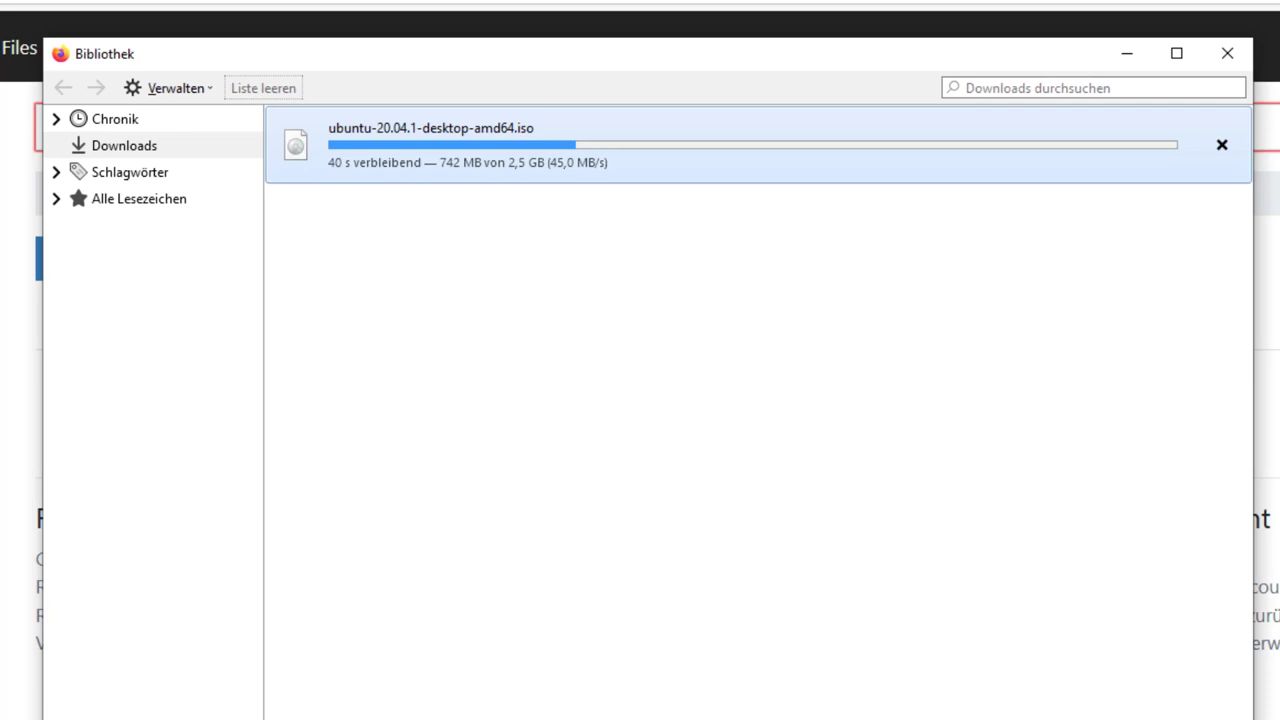 Files
Bibliothek
Verwalten
Liste leeren
Downloads durchsuchen
Chronik
Downloads
Schlagwörter
Alle Lesezeichen
ubuntu-20.04.1-desktop-amd64.iso
40 s verbleibend — 742 MB von 2,5 GB (45,0 MB/s)